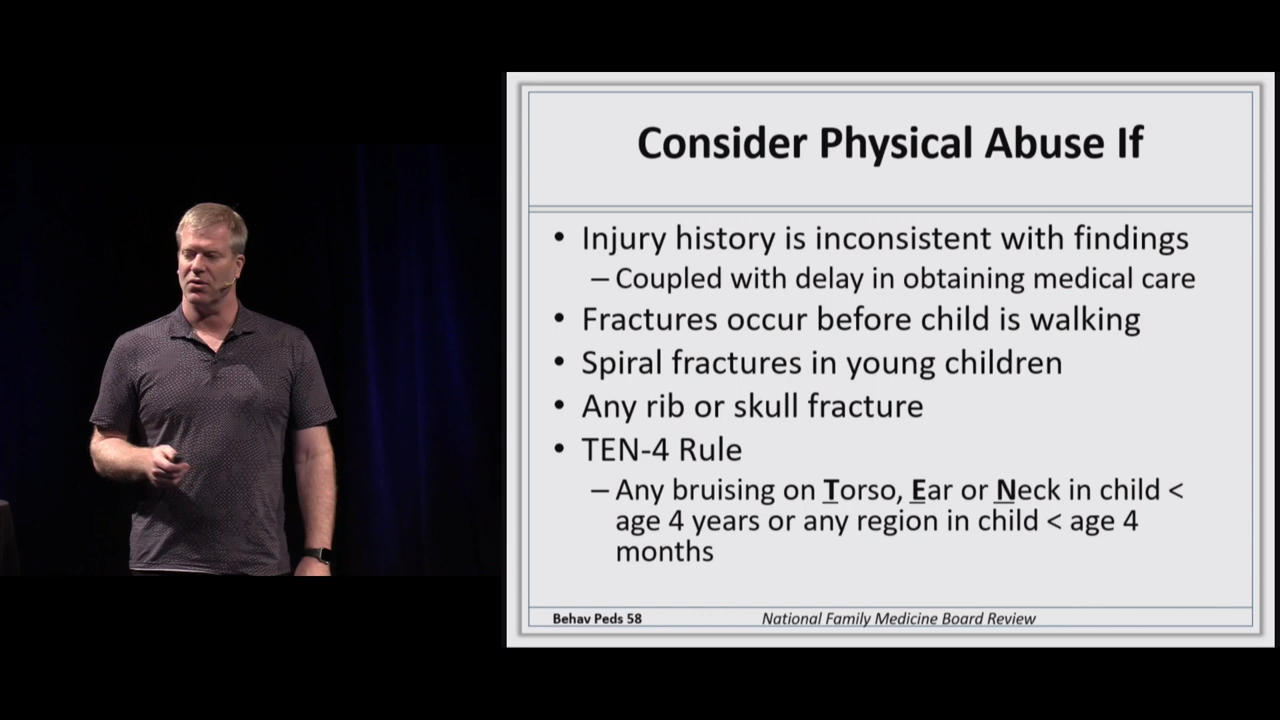 Consider Physical Abuse If
• Injury history is inconsistent with findings
– Coupled with delay in obtaining medical care
• Fractures occur before child is walking
• Spiral fractures in young children
• Any rib or skull fracture
• TEN-4 Rule
– Any bruising on Torso, Ear or Neck in child <
age 4 years or any region in child < age 4
months
Behav Peds 58 National Family Medicine Board Review